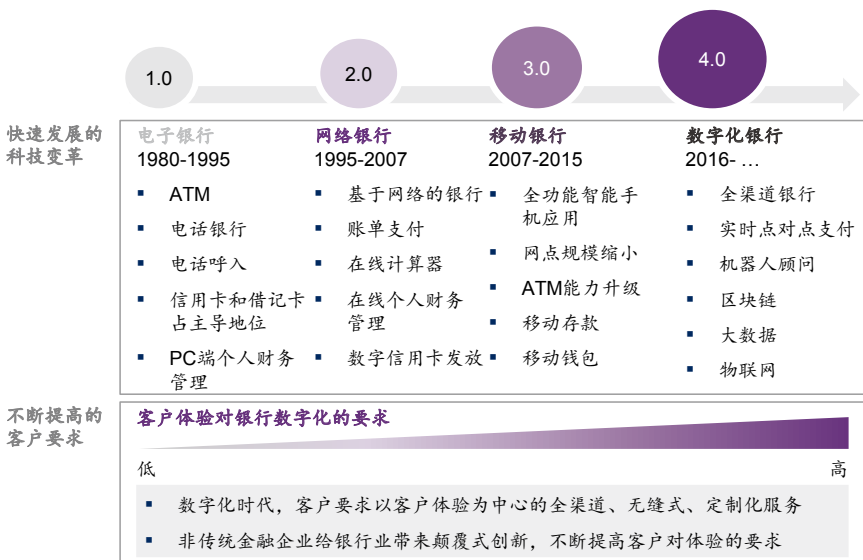 1.0
2.0
3.0
4.0
快速发展的
科技变革
电子银行
1980-1995
ATM
电话银行
电话呼入
信用卡和借记卡
占主导地位
PC端个人财务
管理
网络银行
1995-2007
基于网络的银行
账单支付
在线计算器
在线个人财务
管理
数字信用卡发放
移动银行
2007-2015
全功能智能手
机应用
网点规模缩小
ATM能力升级
移动存款
移动钱包
数字化银行
2016- …
全渠道银行
实时点对点支付
机器人顾问
区块链
大数据
物联网
不断提高的
客户要求
客户体验对银行数字化的要求
低
高
数字化时代，客户要求以客户体验为中心的全渠道、无缝式、定制化服务
非传统金融企业给银行业带来颠覆式创新，不断提高客户对体验的要求